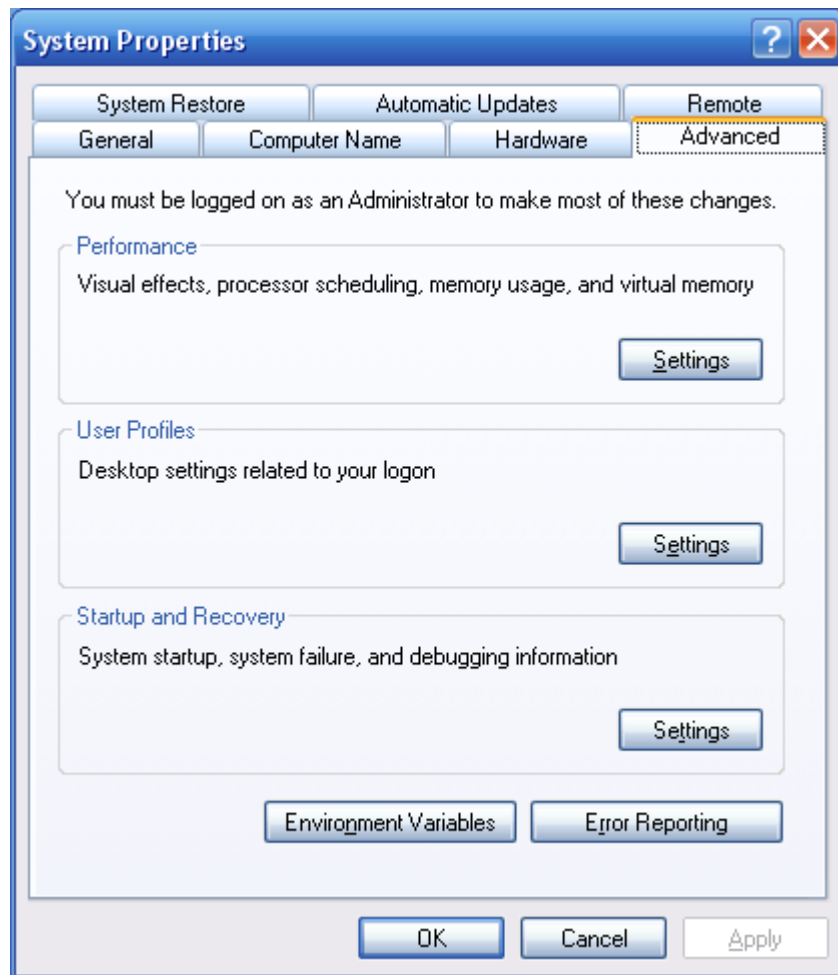 System Properties
System Restore
Automatic Updates
Remote
General
Computer Name
Hardware
Advanced
You must be logged on as an Administrator to make most of these changes.
Performance
Visual effects, processor scheduling, memory usage, and virtual memory
Settings
User Profiles
Desktop settings related to your logon
Settings
Startup and Recovery
System startup, system failure, and debugging information
Settings
Environment Variables
Error Reporting
OK
Cancel
Apply